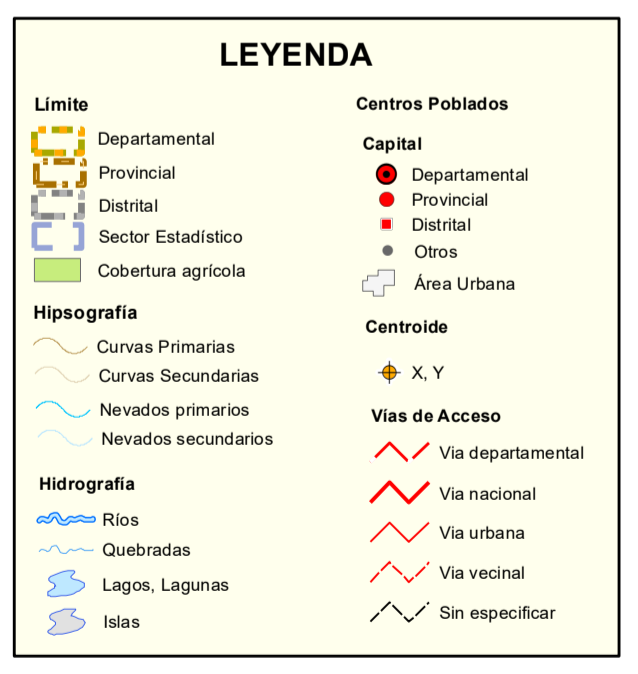 LEYENDA
Límite
Departamental
Provincial
Distrital
Sector Estadístico
Cobertura agrícola
Hipsografía
Curvas Primarias
Curvas Secundarias
Nevados primarios
Nevados secundarios
Hidrografía
Ríos
Quebradas
Lagos, Lagunas
Islas
Centros Poblados
Capital
Departamental
Provincial
Distrital
Otros
Área Urbana
Centroide
X, Y
Vías de Acceso
Via departamental
Via nacional
Via urbana
Via vecinal
Sin especificar